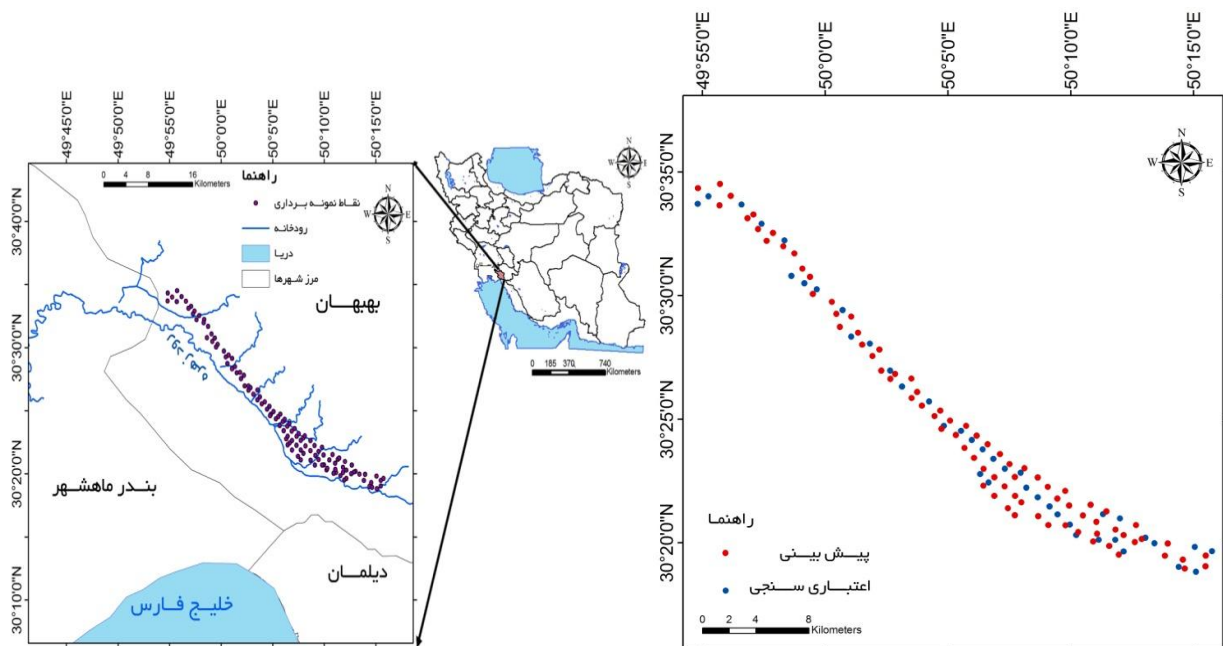 49°45'0"E 49°50'0"E 49°55'0"E 50°0'0"E 50°5'0"E 50°10'0"E 50°15'0"E
0 4 8 16
Kilometers
راهنما
نقاط نمونه برداری
رودخانه
دریا
مرز شهرها
N
W E
S
30°40'0"N
30°30'0"N
30°20'0"N
30°10'0"N
بهبهان
بندر ماهشهر
دیلمان
خلیج فارس
N
W E
S
0 185 370 740
Kilometers
49°55'0"E 50°0'0"E 50°5'0"E 50°10'0"E 50°15'0"E
N
W E
S
30°35'0"N
30°30'0"N
30°25'0"N
30°20'0"N
راهنما
پیش بینی
اعتباری سنجی
0 2 4 8
Kilometers